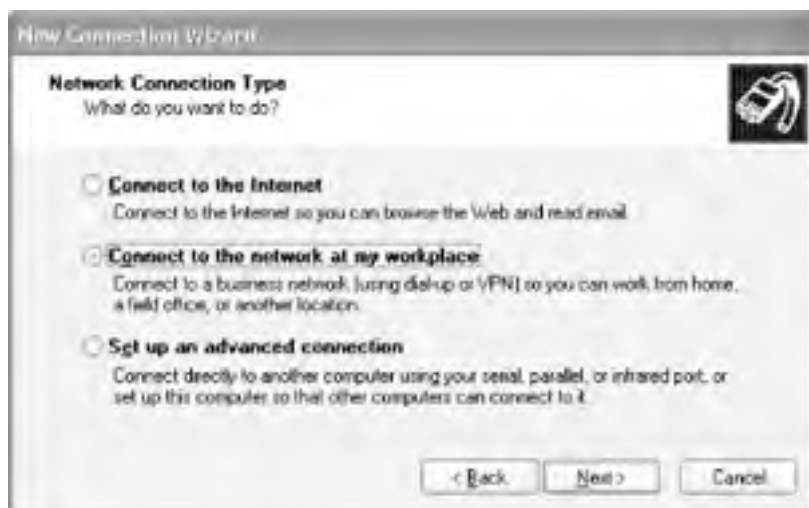 New Connection Wizard
Network Connection Type
What do you want to do?
Connect to the Internet
Connect to the Internet so you can browse the Web and read email.
Connect to the network at my workplace
Connect to a business network (using dial-up or VPN) so you can work from home,
a field office, or another location.
Set up an advanced connection
Connect directly to another computer using your serial, parallel, or infrared port, or
set up this computer so that other computers can connect to it.
< Back
Next >
Cancel